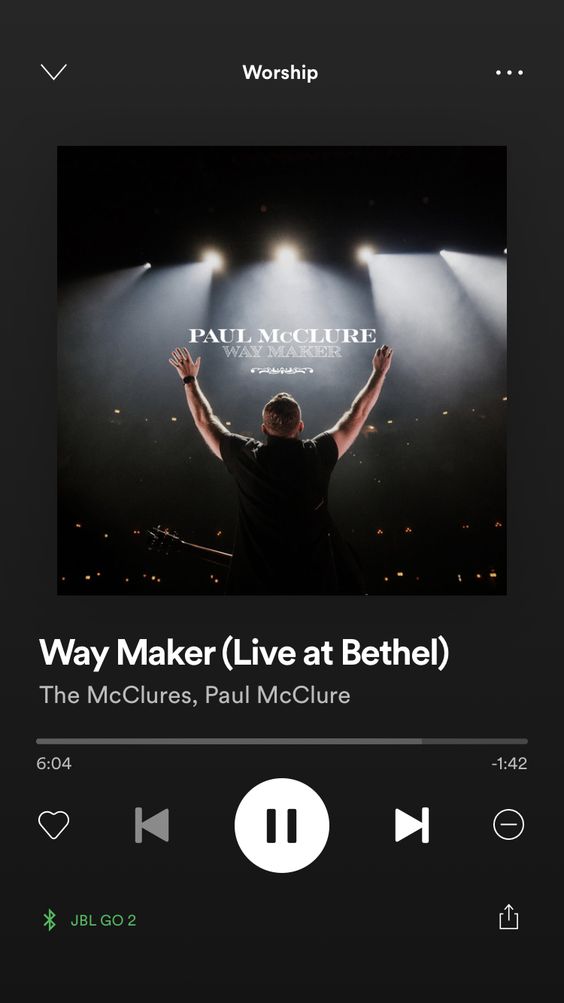 Worship
PAUL McCLURE
WAY MAKER
Way Maker (Live at Bethel)
The McClures, Paul McClure
6:04
-1:42
JBL GO 2